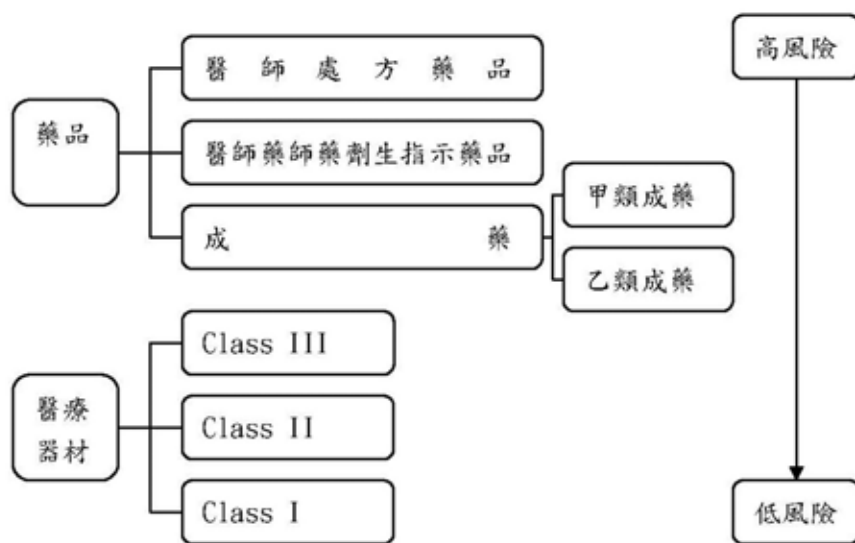 藥品
醫師處方藥品
醫師藥師藥劑生指示藥品
成藥
甲類成藥
乙類成藥
醫療
器材
Class III
Class II
Class I
高風險
低風險